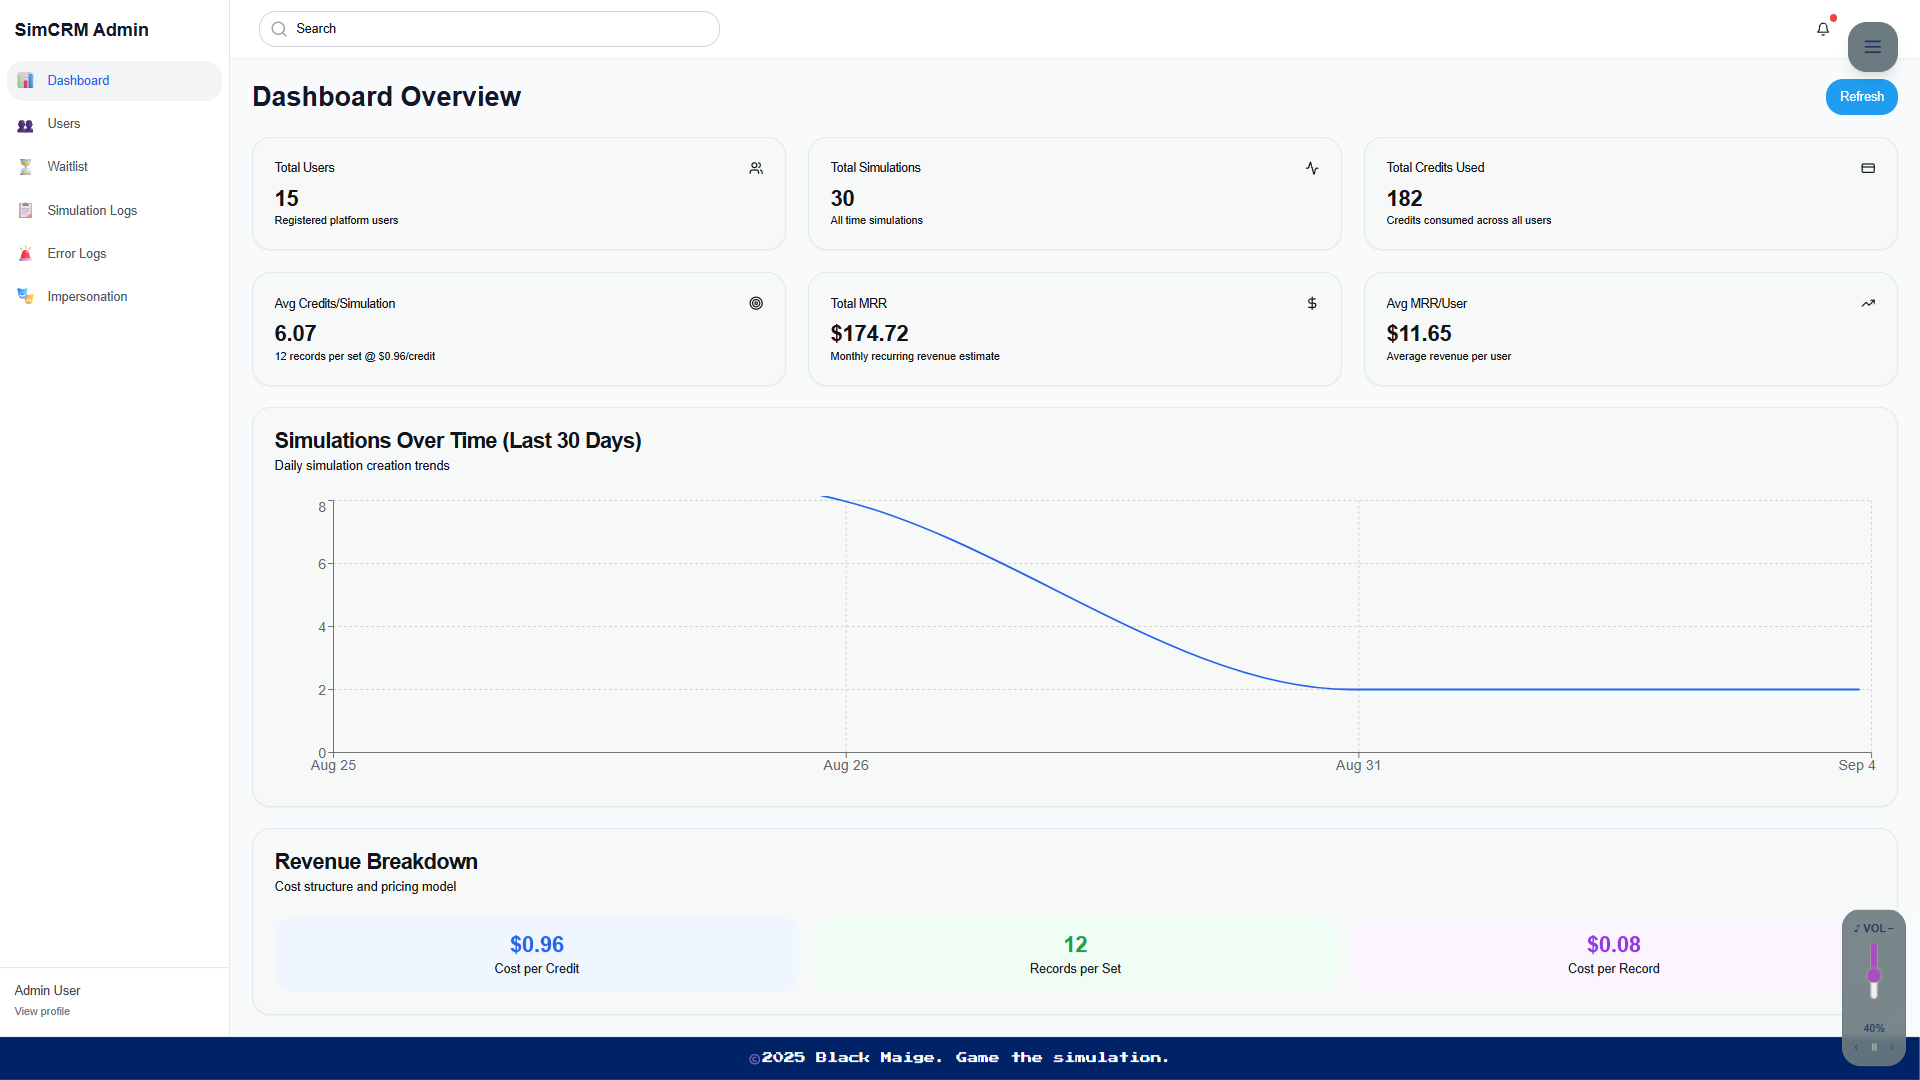 SimCRM Admin
Search
Dashboard
Users
Waitlist
Simulation Logs
Error Logs
Impersonation
Dashboard Overview
Refresh
Total Users
15
Registered platform users
Total Simulations
30
All time simulations
Total Credits Used
182
Credits consumed across all users
Avg Credits/Simulation
6.07
12 records per set @ $0.96/credit
Total MRR
$174.72
Monthly recurring revenue estimate
Avg MRR/User
$11.65
Average revenue per user
Simulations Over Time (Last 30 Days)
Daily simulation creation trends
8
6
4
2
0
Aug 25
Aug 26
Aug 31
Sep 4
Revenue Breakdown
Cost structure and pricing model
$0.96
Cost per Credit
12
Records per Set
$0.08
Cost per Record
♪ VOL –
40%
Admin User
View profile
©2025 Black Maige. Game the simulation.